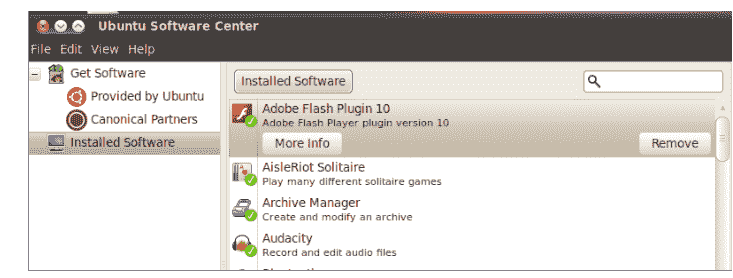 Ubuntu Software Center
File Edit View Help
Get Software
Provided by Ubuntu
Canonical Partners
Installed Software
Installed Software
Adobe Flash Plugin 10
Adobe Flash Player plugin version 10
More Info
Remove
AisleRiot Solitaire
Play many different solitaire games
Archive Manager
Create and modify an archive
Audacity
Record and edit audio files